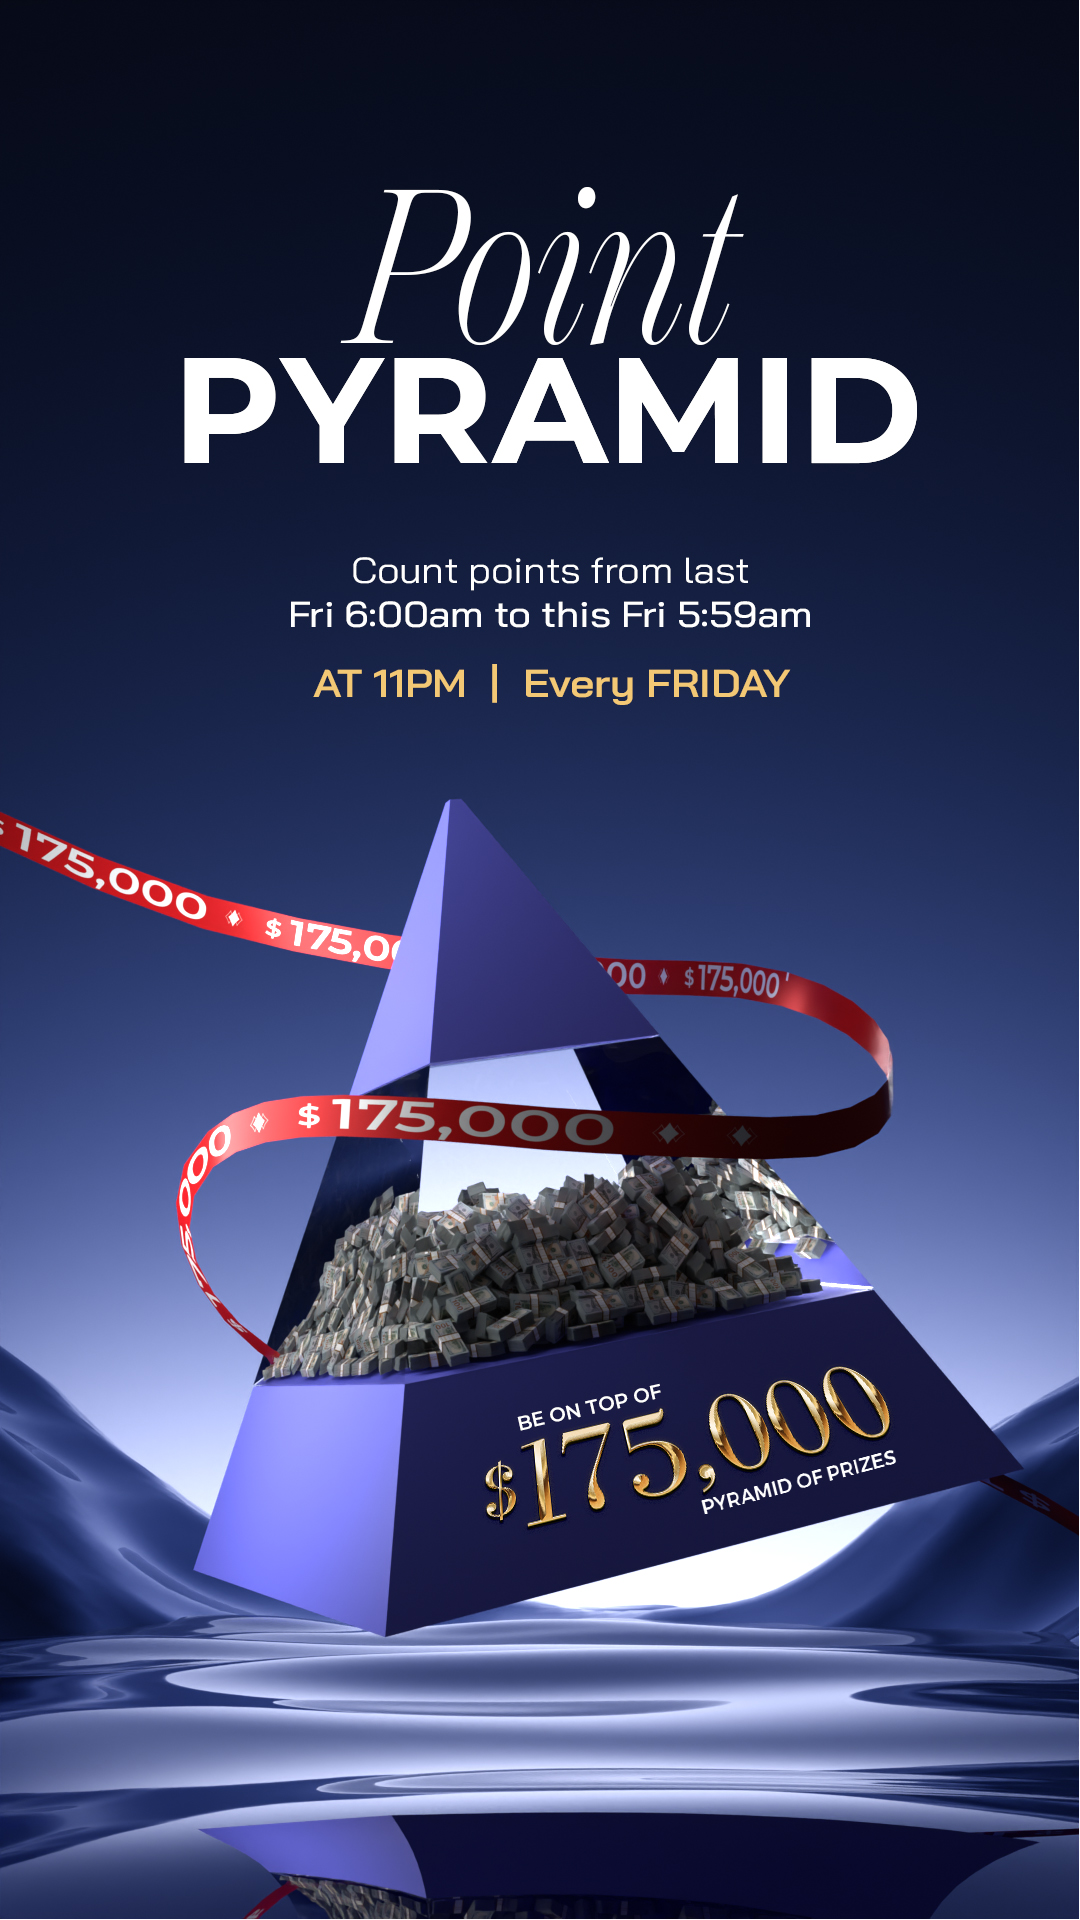 Point
PYRAMID
Count points from last
Fri 6:00am to this Fri 5:59am
AT 11PM | Every FRIDAY
$175,000 $175,00
00 $175,000
$175,000
000
BE ON TOP OF
$175,000
PYRAMID OF PRIZES